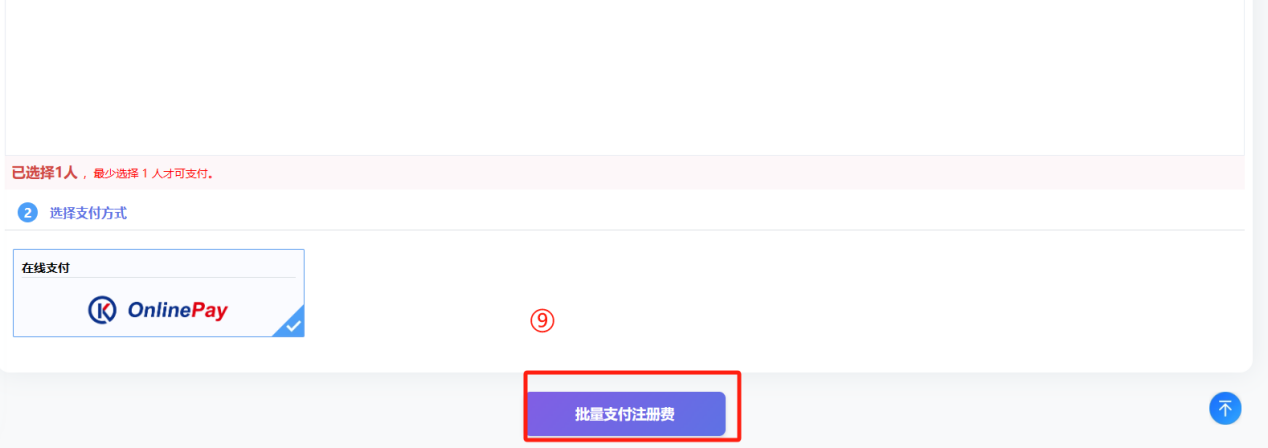 已选择1人，最少选择 1 人才可支付。
2 选择支付方式
在线支付
OnlinePay
⑨
批量支付注册费